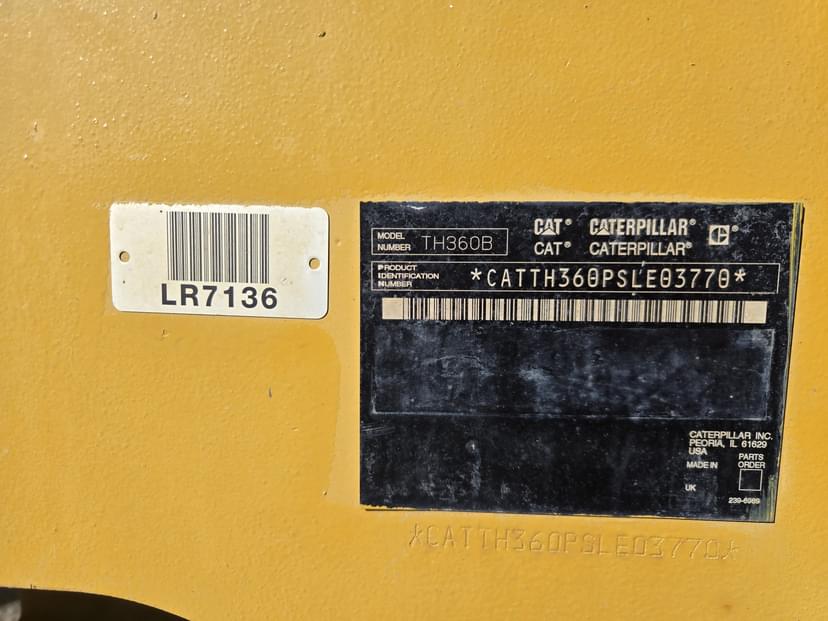 LR7136
CAT® CATERPILLAR® C®
CAT® CATERPILLAR®
MODEL NUMBER TH360B
PRODUCT IDENTIFICATION NUMBER *CATTH360PSLE03770*
CATERPILLAR INC.
PEORIA, IL 61629
USA
MADE IN
UK
PARTS
ORDER
239-6989
*CATTH360PSLE03770*